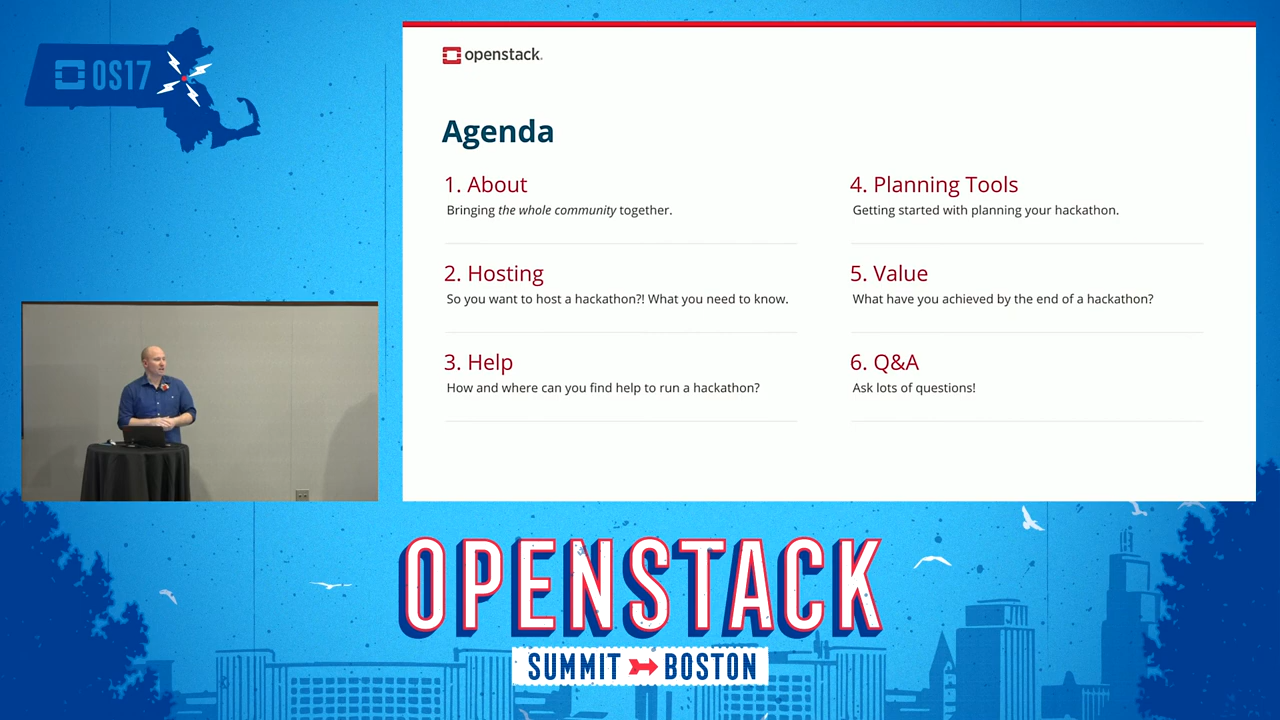 OS17
openstack.
Agenda
1. About
Bringing the whole community together.
2. Hosting
So you want to host a hackathon?! What you need to know.
3. Help
How and where can you find help to run a hackathon?
4. Planning Tools
Getting started with planning your hackathon.
5. Value
What have you achieved by the end of a hackathon?
6. Q&A
Ask lots of questions!
OPENSTACK
SUMMIT BOSTON